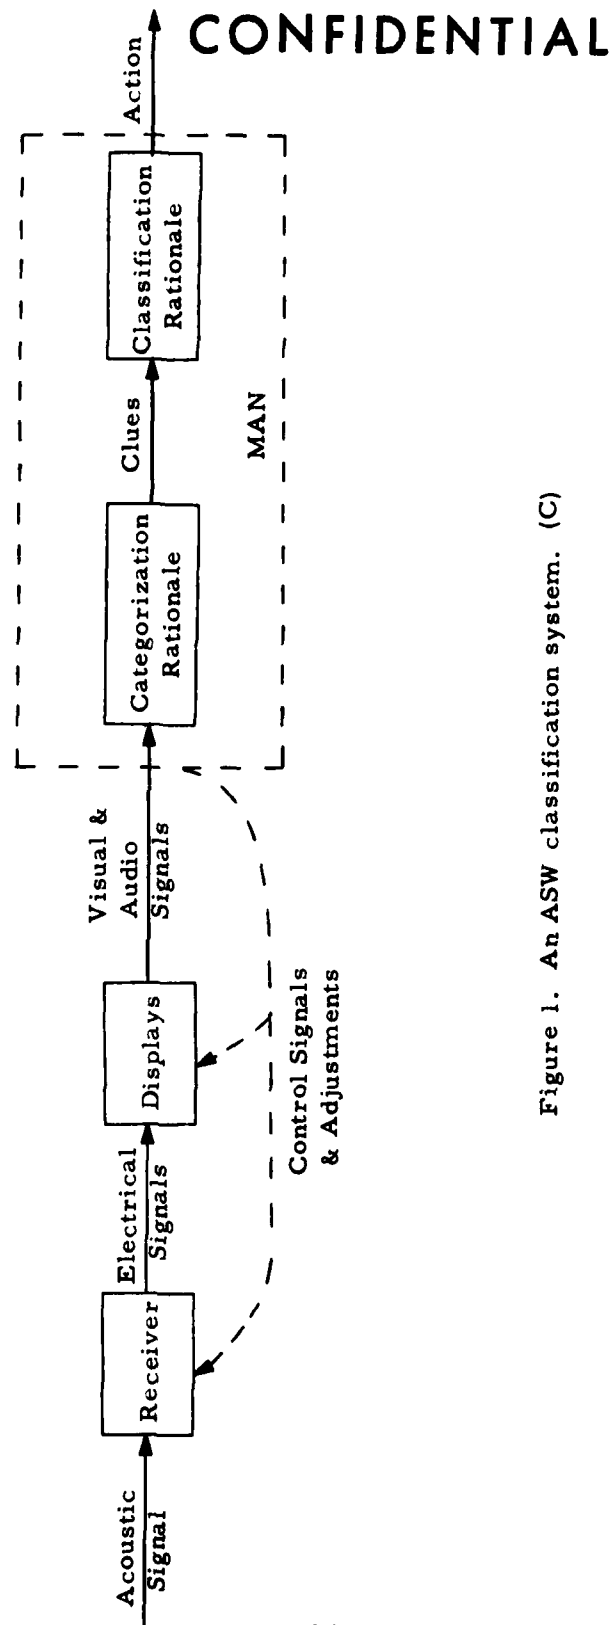 CONFIDENTIAL
Acoustic
Signal
Receiver
Electrical
Signals
Displays
Visual &
Audio
Signals
Categorization
Rationale
Clues
Classification
Rationale
Action
MAN
Control Signals
& Adjustments
Figure 1. An ASW classification system. (C)